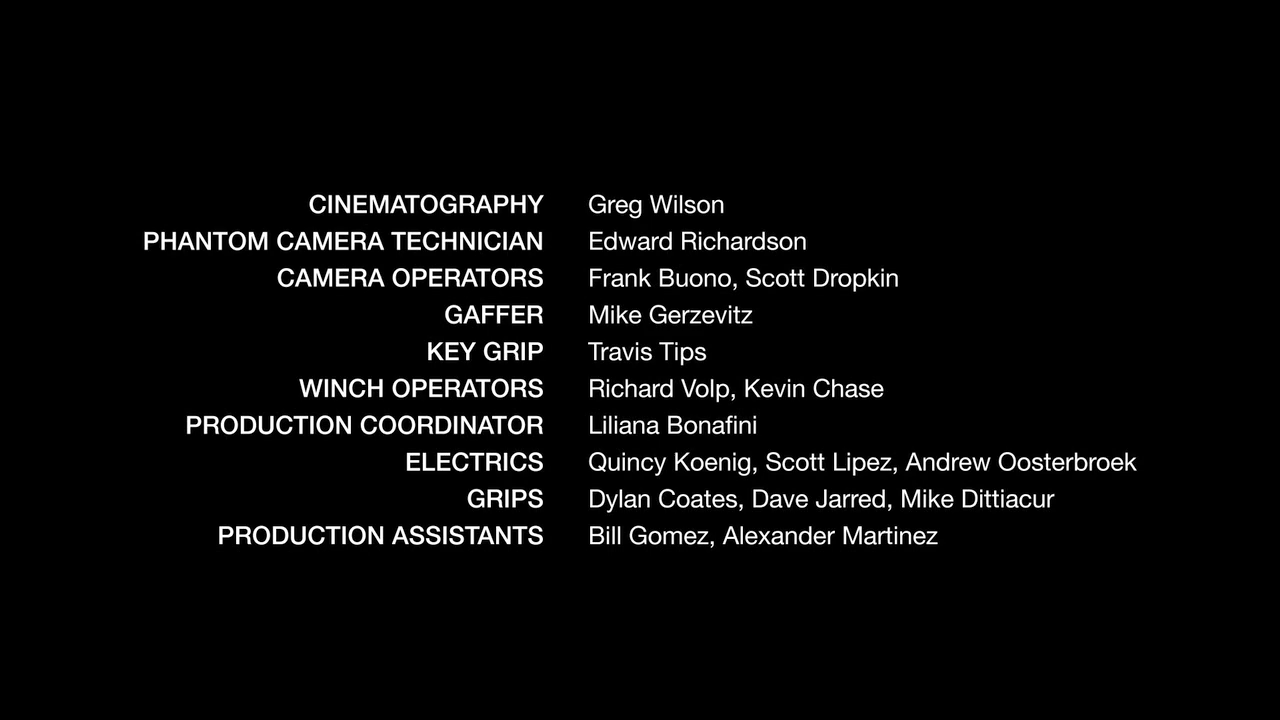 CINEMATOGRAPHY Greg Wilson
PHANTOM CAMERA TECHNICIAN Edward Richardson
CAMERA OPERATORS Frank Buono, Scott Dropkin
GAFFER Mike Gerzevitz
KEY GRIP Travis Tips
WINCH OPERATORS Richard Volp, Kevin Chase
PRODUCTION COORDINATOR Liliana Bonafini
ELECTRICS Quincy Koenig, Scott Lipez, Andrew Oosterbroek
GRIPS Dylan Coates, Dave Jarred, Mike Dittiacur
PRODUCTION ASSISTANTS Bill Gomez, Alexander Martinez